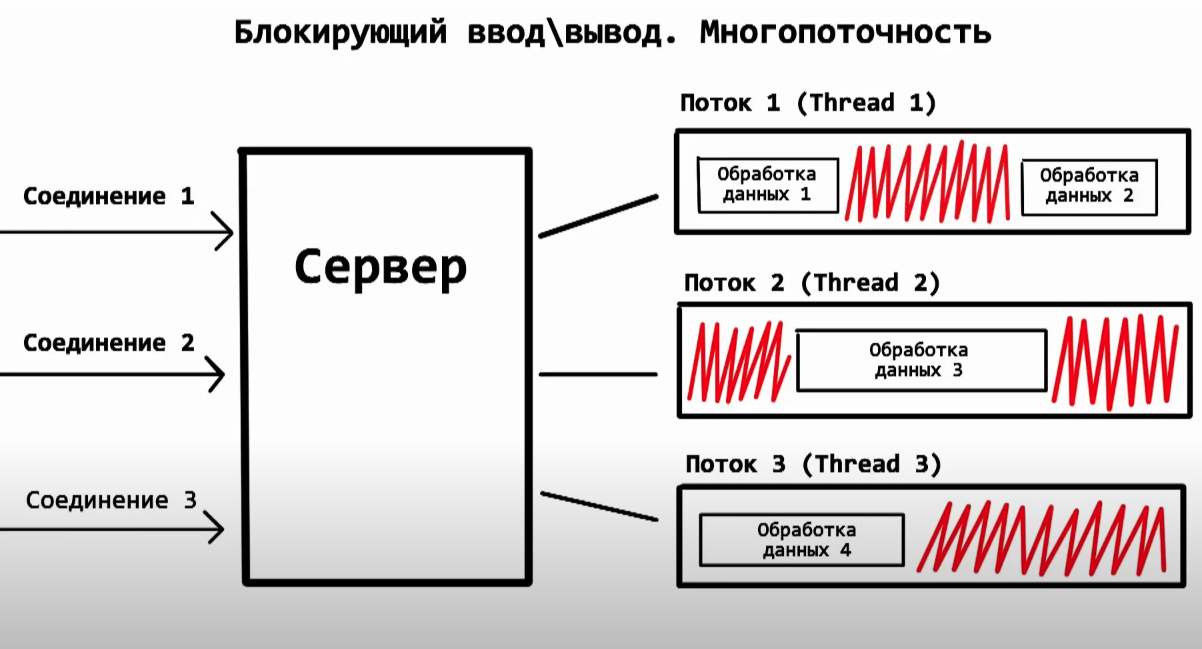 Блокирующий ввод\вывод. Многопоточность
Поток 1 (Thread 1)
Обработка
данных 1
Обработка
данных 2
Соединение 1
Сервер
Поток 2 (Thread 2)
Соединение 2
Обработка
данных 3
Поток 3 (Thread 3)
Соединение 3
Обработка
данных 4